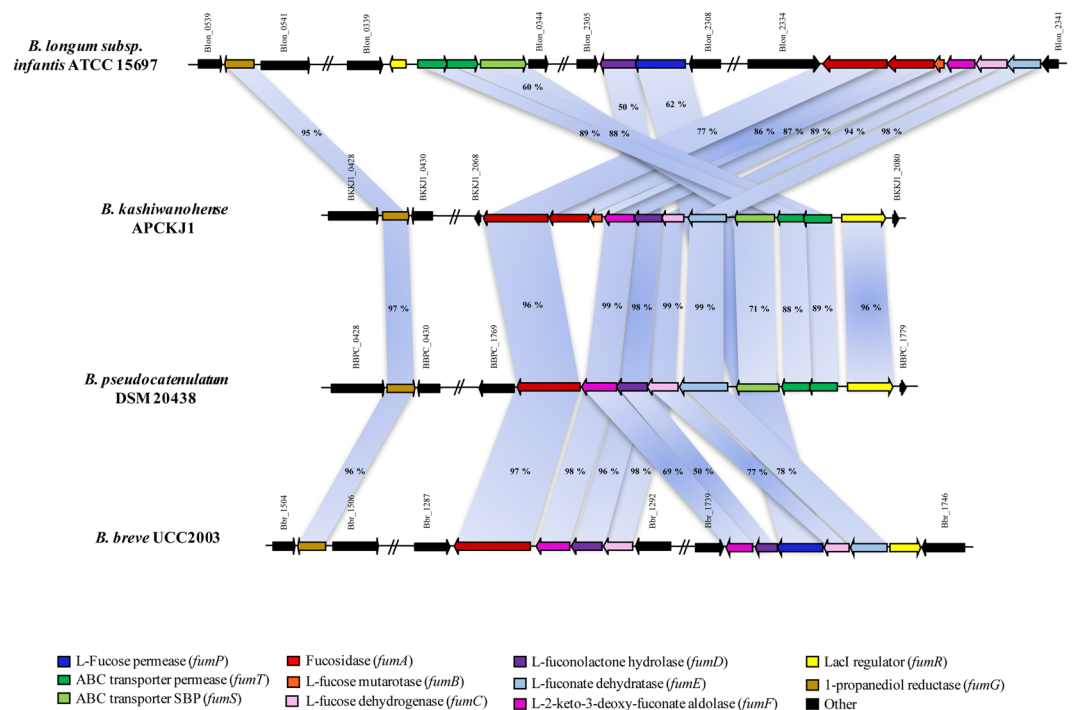 Blon_0539
Blon_0541
Blon_0339
Blon_0344
Blon_2305
Blon_2308
Blon_2334
Blon_2341
B. longum subsp.
infantis ATCC 15697
60 %
50 %
62 %
95 %
89 %
88 %
77 %
86 %
87 %
89 %
94 %
98 %
BKKJ1_0428
BKKJ1_0430
BKKJ1_2068
BKKJ1_2080
B. kashiwanohense
APCKJ1
97 %
96 %
99 %
98 %
99 %
99 %
71 %
88 %
89 %
96 %
BBPC_0428
BBPC_0430
BBPC_1769
BBPC_1779
B. pseudocatenulatum
DSM 20438
96 %
97 %
98 %
96 %
98 %
69 %
50 %
77 %
78 %
Bbr_1504
Bbr_1506
Bbr_1287
Bbr_1292
Bbr_1739
Bbr_1746
B. breve UCC2003
L-Fucose permease (fumP)
ABC transporter permease (fumT)
ABC transporter SBP (fumS)
Fucosidase (fumA)
L-fucose mutarotase (fumB)
L-fucose dehydrogenase (fumC)
L-fuconolactone hydrolase (fumD)
L-fuconate dehydratase (fumE)
L-2-keto-3-deoxy-fuconate aldolase (fumF)
LacI regulator (fumR)
1-propanediol reductase (fumG)
Other